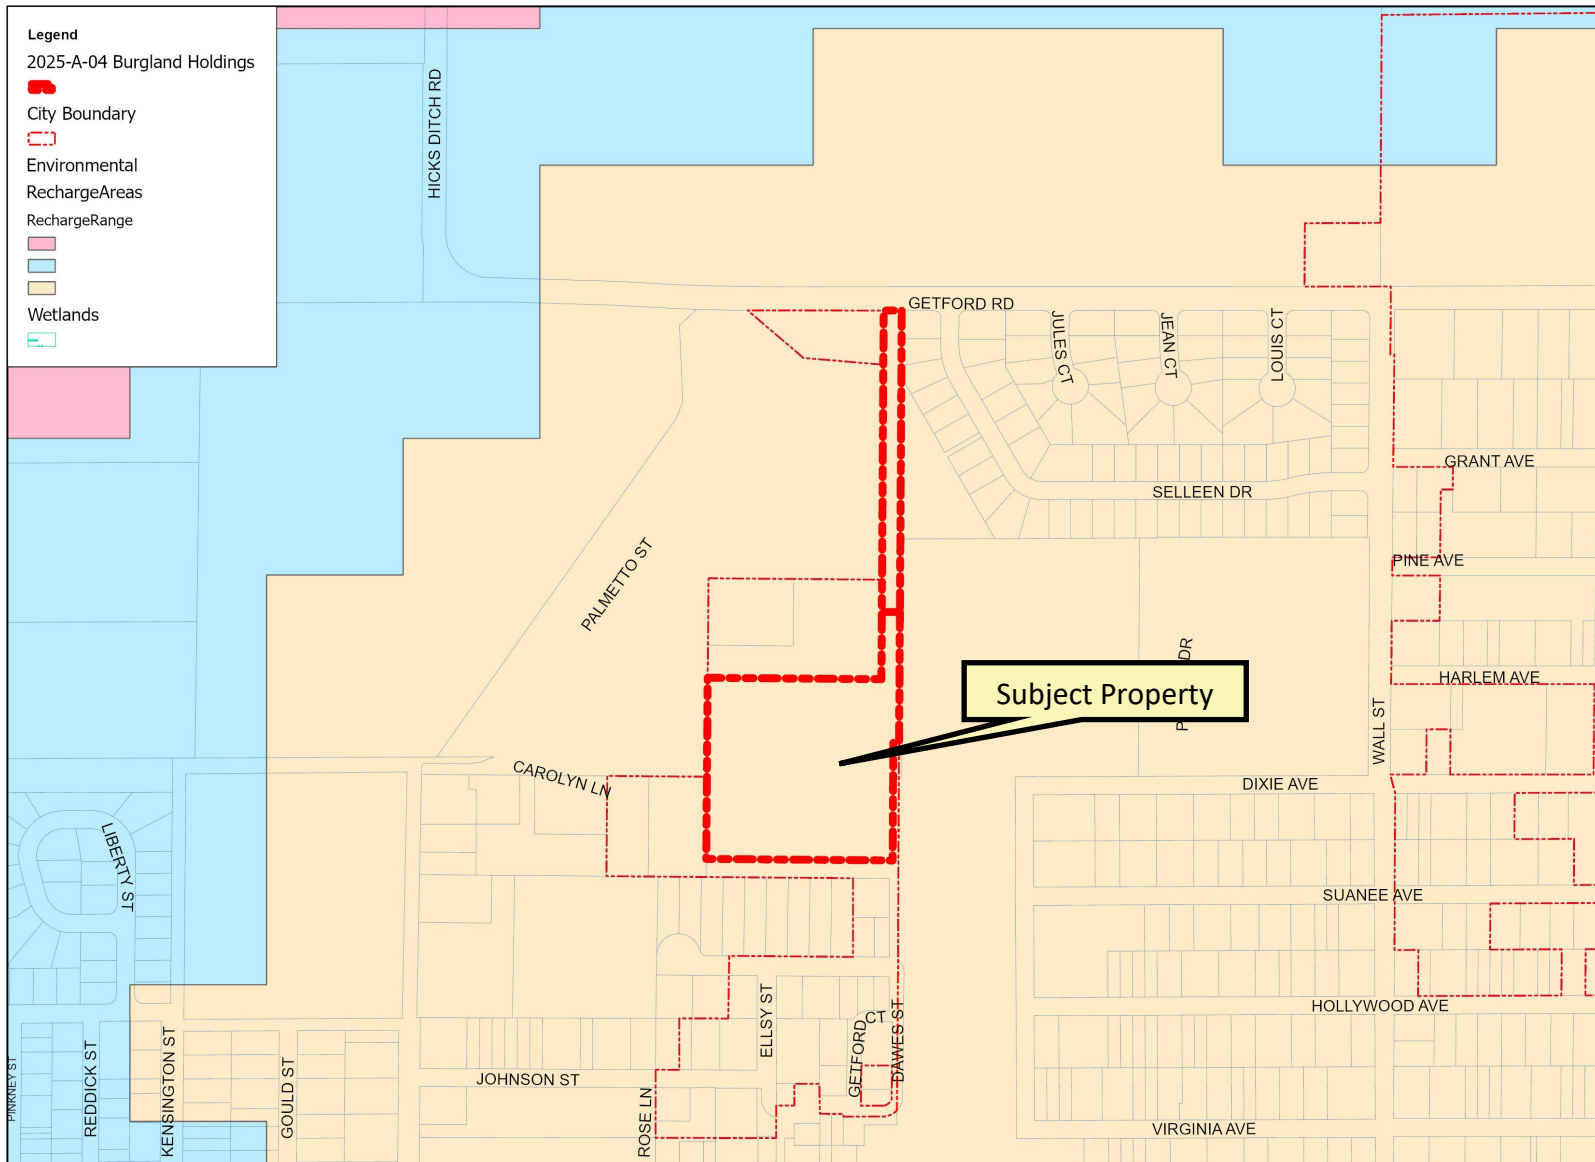 Legend
2025-A-04 Burgland Holdings
City Boundary
Environmental
RechargeAreas
RechargeRange
Wetlands
HICKS DITCH RD
GETFORD RD
JULES CT
JEAN CT
LOUIS CT
GRANT AVE
SELLEEN DR
PINE AVE
PALMETTO ST
DR
HARLEM AVE
Subject Property
WALL ST
CAROLYN LN
DIXIE AVE
LIBERTY ST
SUANEE AVE
HOLLYWOOD AVE
ELLSY ST
GETFORD
CT
DAWES ST
PINKNEY ST
REDDICK ST
KENSINGTON ST
GOULD ST
JOHNSON ST
ROSE LN
VIRGINIA AVE